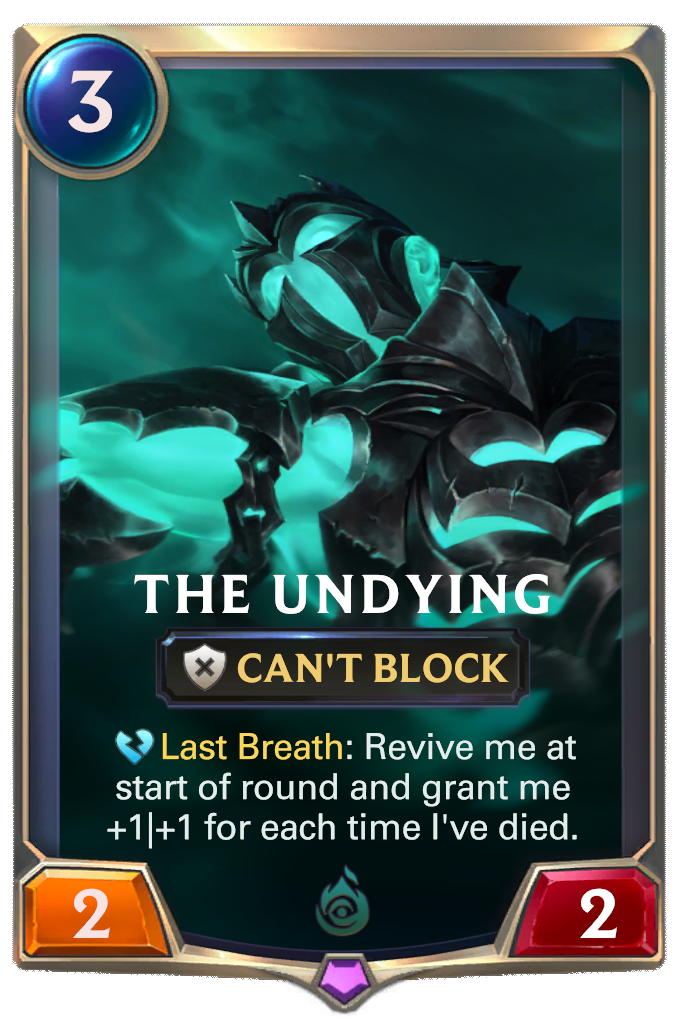 3
THE UNDYING
CAN'T BLOCK
Last Breath: Revive me at
start of round and grant me
+1|+1 for each time I've died.
2
2